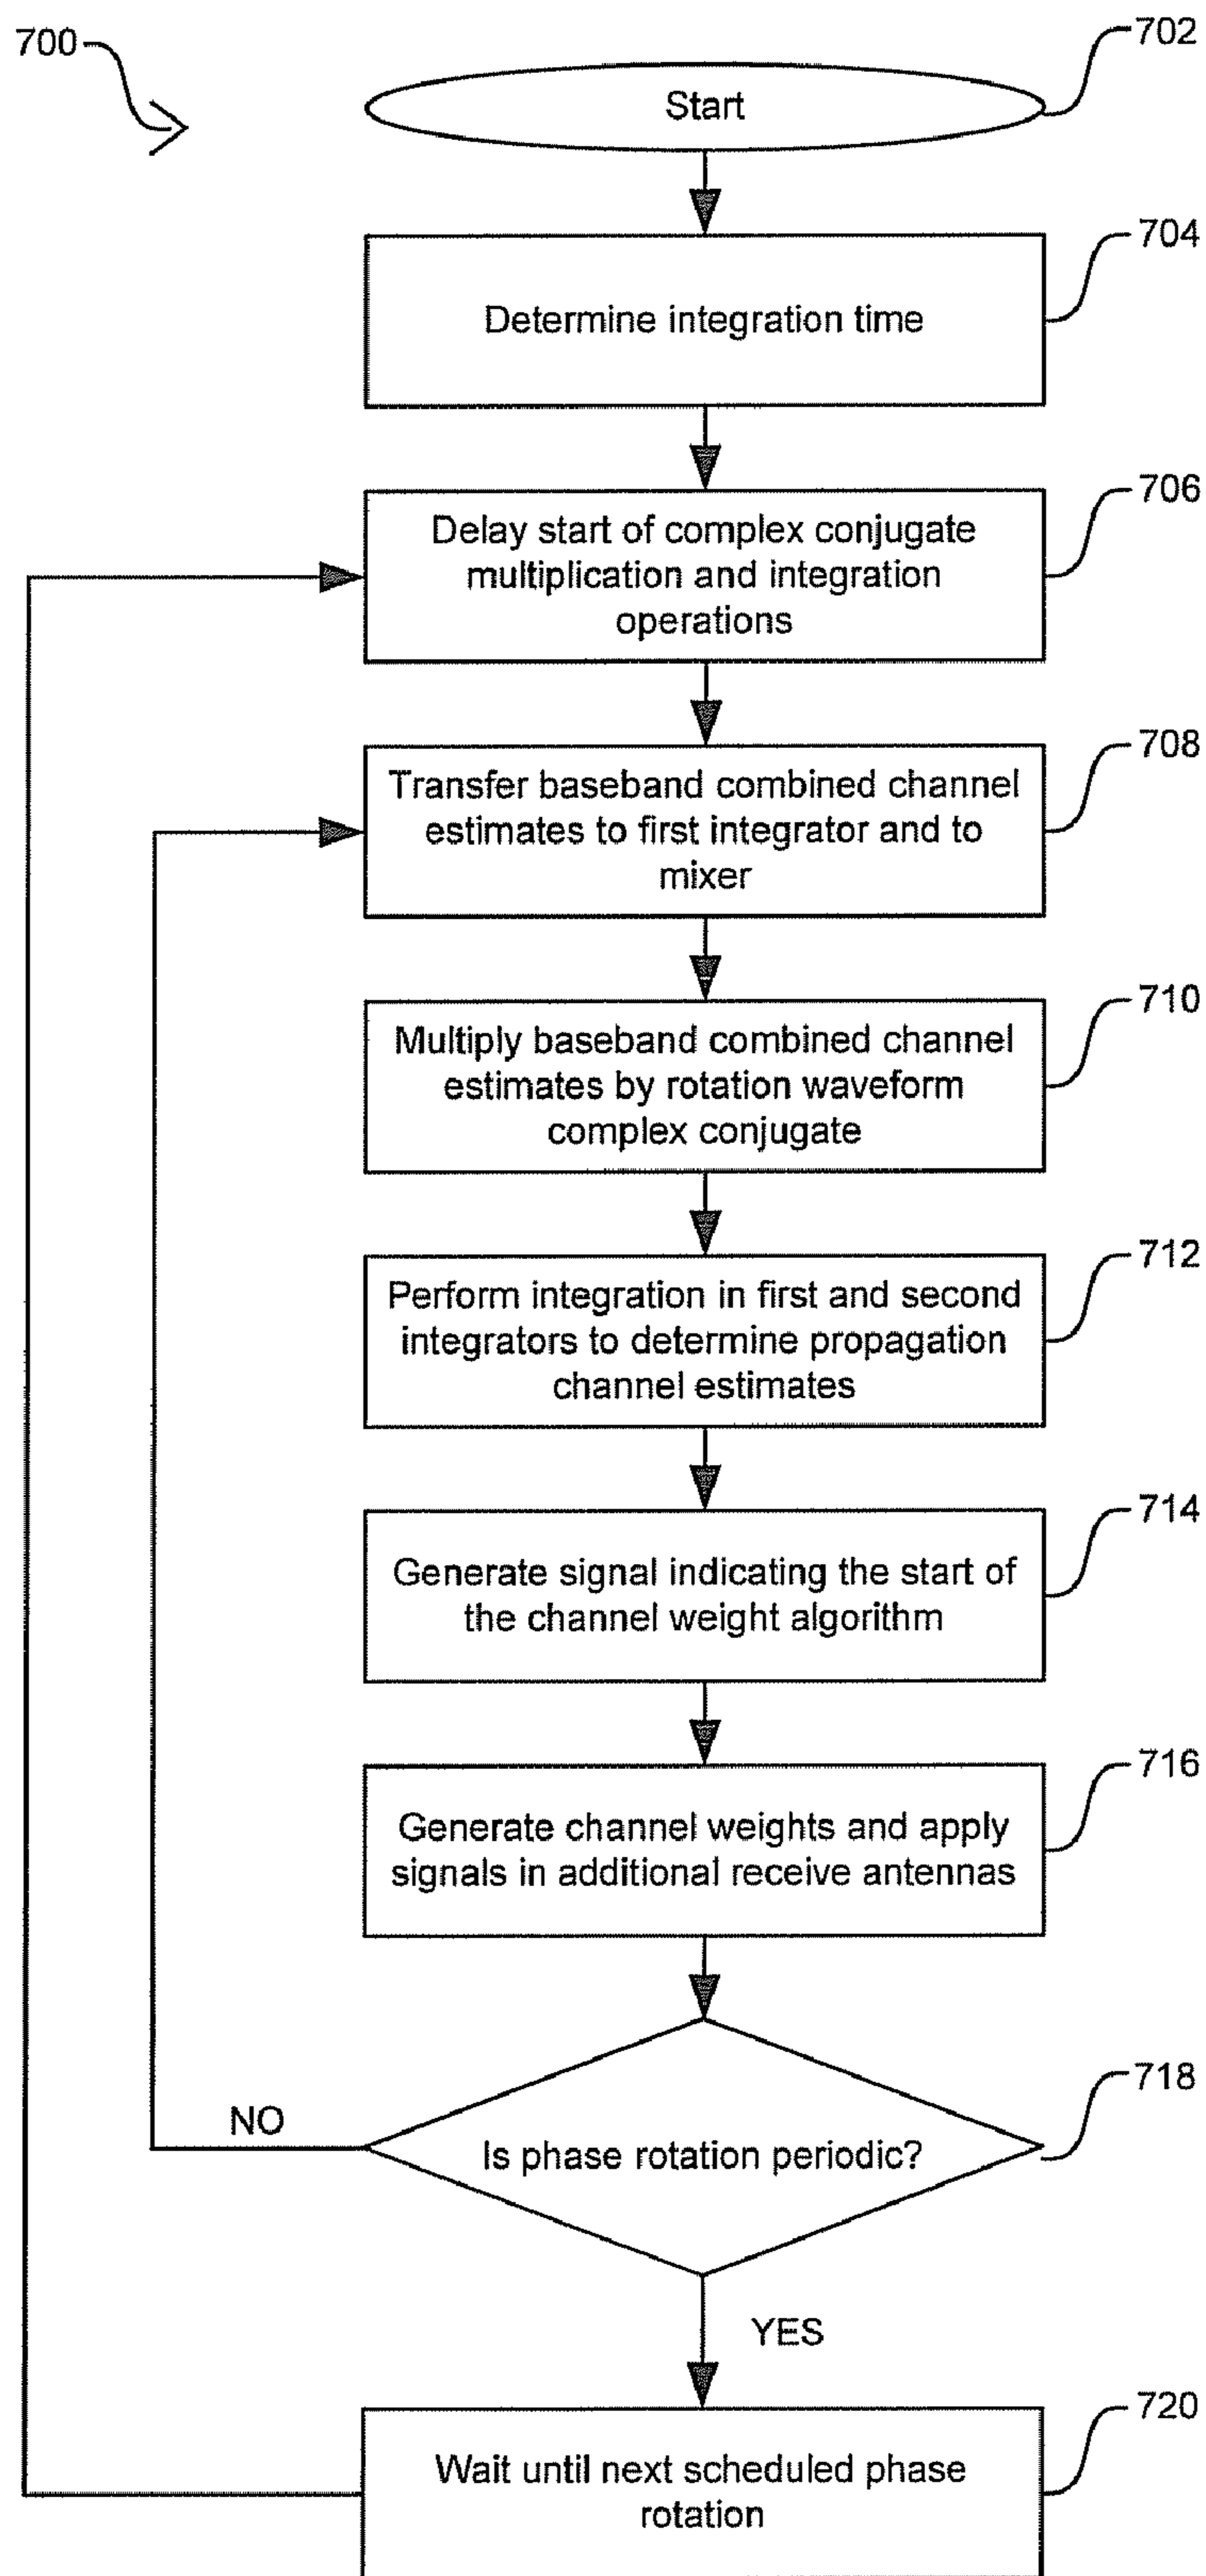 700
702
Start
704
Determine integration time
706
Delay start of complex conjugate
multiplication and integration
operations
708
Transfer baseband combined channel
estimates to first integrator and to
mixer
710
Multiply baseband combined channel
estimates by rotation waveform
complex conjugate
712
Perform integration in first and second
integrators to determine propagation
channel estimates
714
Generate signal indicating the start of
the channel weight algorithm
716
Generate channel weights and apply
signals in additional receive antennas
718
NO
Is phase rotation periodic?
YES
720
Wait until next scheduled phase
rotation